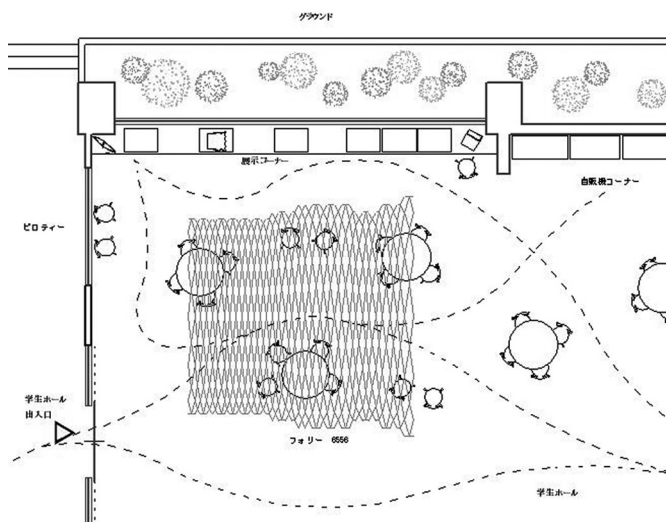 グラウンド
展示コーナー
自販機コーナー
ピロティー
学生ホール
出入口
フォリー 6556
学生ホール